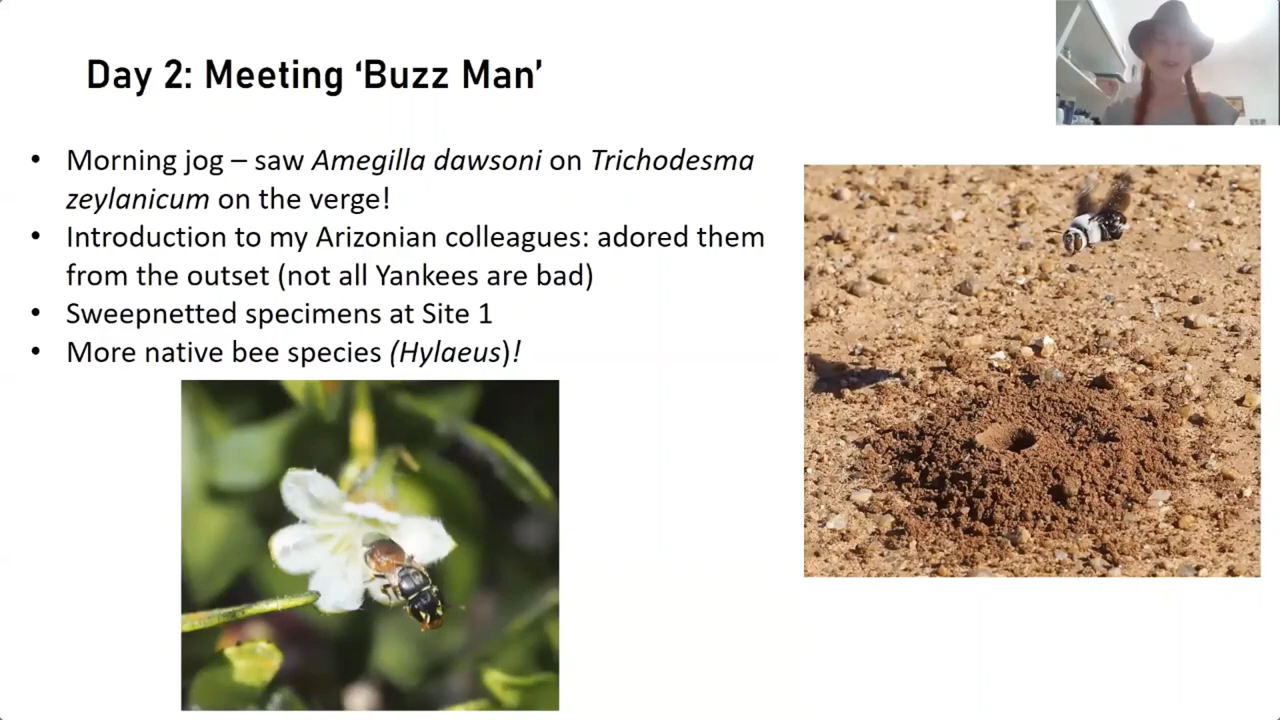 Day 2: Meeting ‘Buzz Man’
• Morning jog – saw Amegilla dawsoni on Trichodesma
zeylanicum on the verge!
• Introduction to my Arizonian colleagues: adored them
from the outset (not all Yankees are bad)
• Sweepnetted specimens at Site 1
• More native bee species (Hylaeus)!